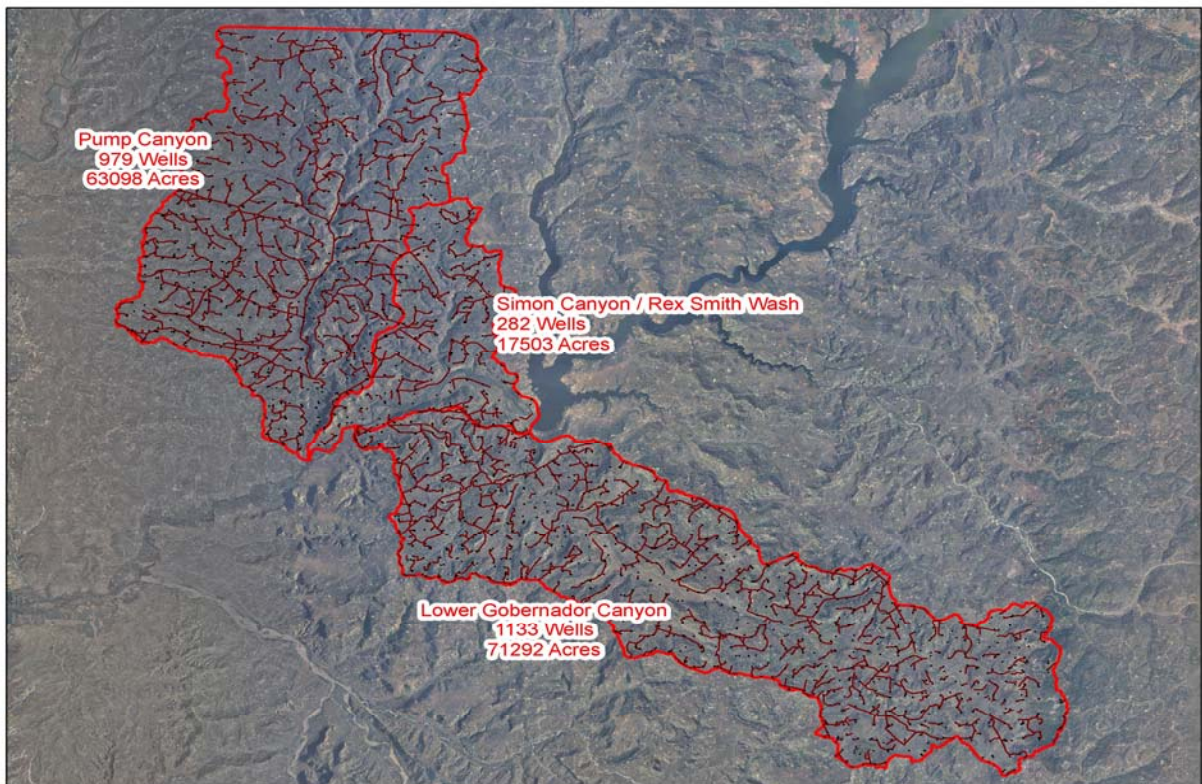 Pump Canyon
979 Wells
63098 Acres
Simon Canyon / Rex Smith Wash
282 Wells
17503 Acres
Lower Gobernador Canyon
1133 Wells
71292 Acres